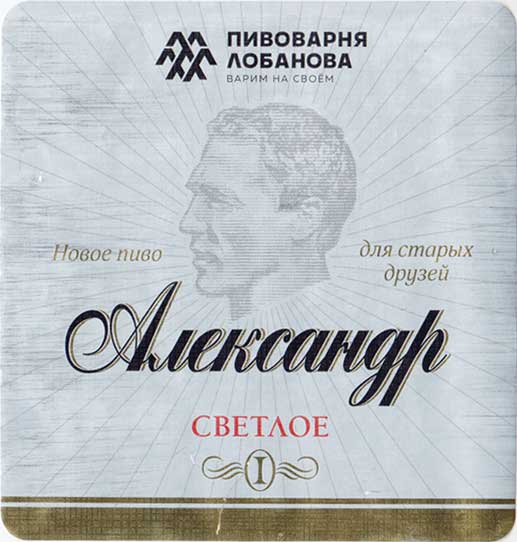 ПИВОВАРНЯ
ЛОБАНОВА
ВАРИМ НА СВОЁМ
Новое пиво
для старых
друзей
Александр
СВЕТЛОЕ
I